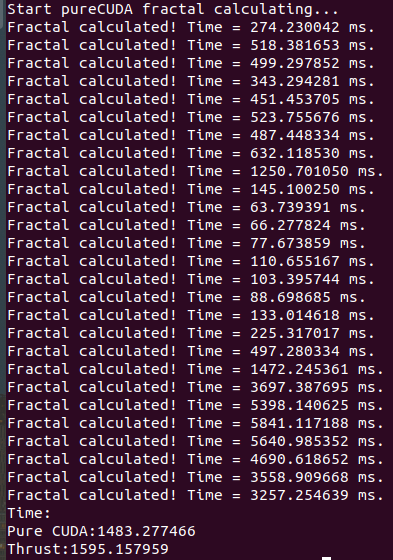 Start pureCUDA fractal calculating...
Fractal calculated! Time = 274.230042 ms.
Fractal calculated! Time = 518.381653 ms.
Fractal calculated! Time = 499.297852 ms.
Fractal calculated! Time = 343.294281 ms.
Fractal calculated! Time = 451.453705 ms.
Fractal calculated! Time = 523.755676 ms.
Fractal calculated! Time = 487.448334 ms.
Fractal calculated! Time = 632.118530 ms.
Fractal calculated! Time = 1250.701050 ms.
Fractal calculated! Time = 145.100250 ms.
Fractal calculated! Time = 63.739391 ms.
Fractal calculated! Time = 66.277824 ms.
Fractal calculated! Time = 77.673859 ms.
Fractal calculated! Time = 110.655167 ms.
Fractal calculated! Time = 103.395744 ms.
Fractal calculated! Time = 88.698685 ms.
Fractal calculated! Time = 133.014618 ms.
Fractal calculated! Time = 225.317017 ms.
Fractal calculated! Time = 497.280334 ms.
Fractal calculated! Time = 1472.245361 ms.
Fractal calculated! Time = 3697.387695 ms.
Fractal calculated! Time = 5398.140625 ms.
Fractal calculated! Time = 5841.117188 ms.
Fractal calculated! Time = 5640.985352 ms.
Fractal calculated! Time = 4690.618652 ms.
Fractal calculated! Time = 3558.909668 ms.
Fractal calculated! Time = 3257.254639 ms.
Time:
Pure CUDA:1483.277466
Thrust:1595.157959